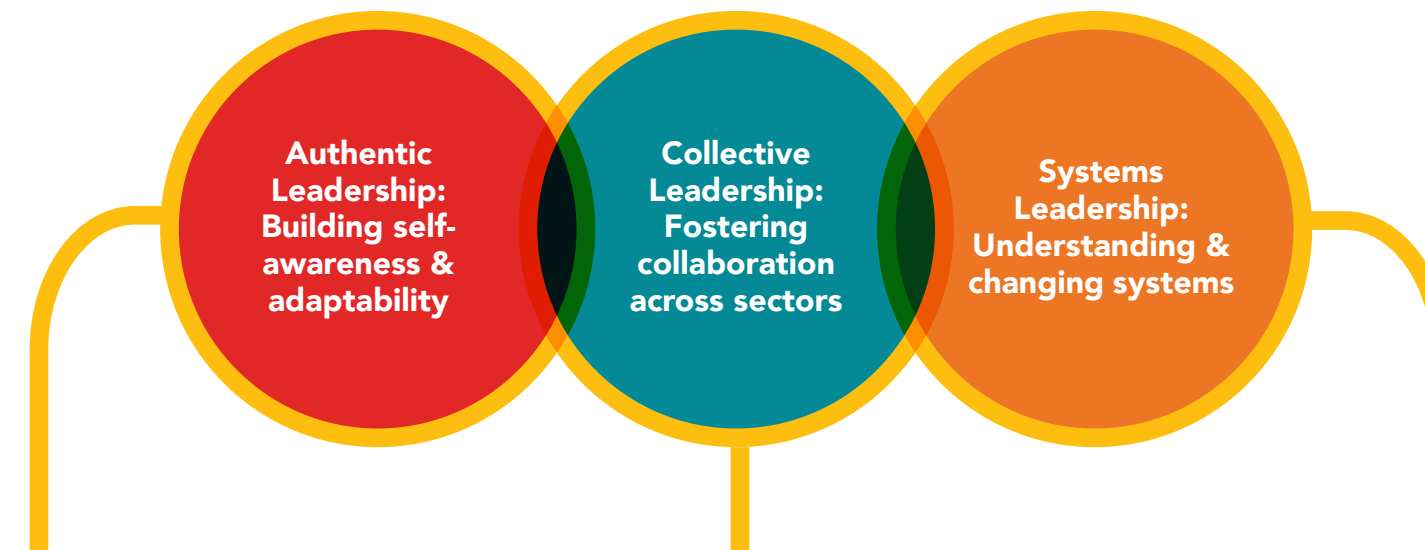 Authentic
Leadership:
Building self-
awareness &
adaptability
Collective
Leadership:
Fostering
collaboration
across sectors
Systems
Leadership:
Understanding &
changing systems